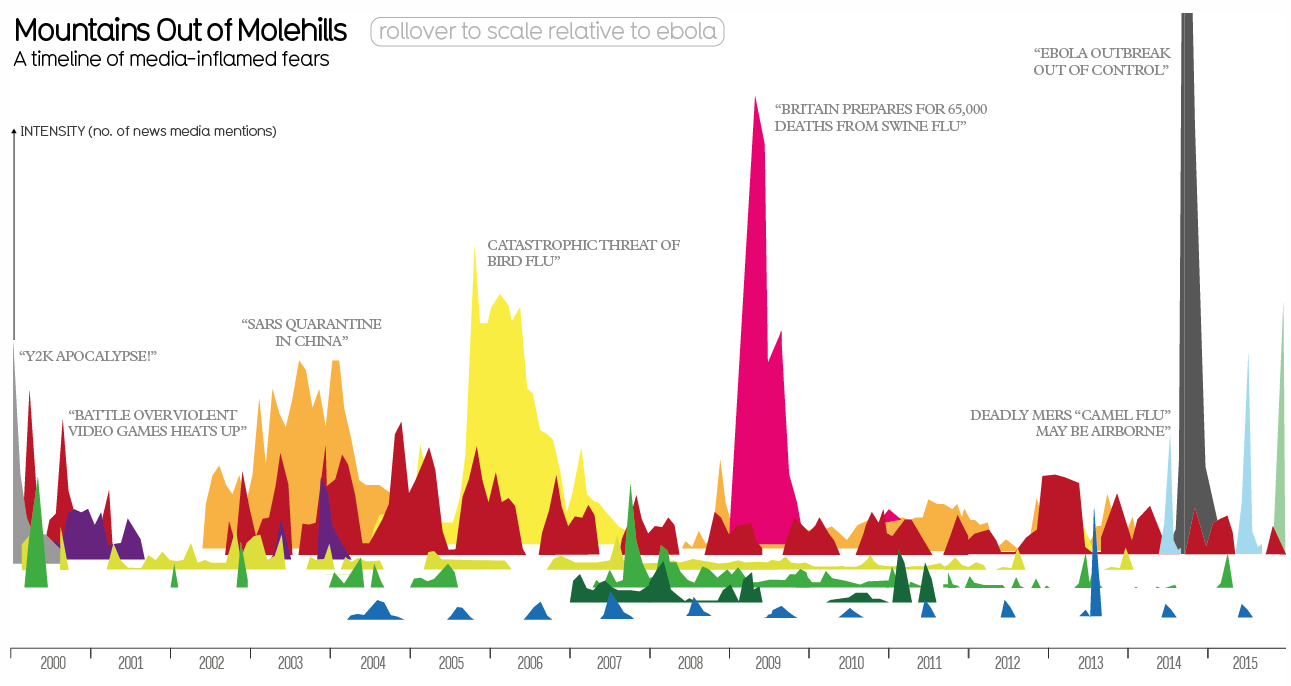 Mountains Out of Molehills
rollover to scale relative to ebola
A timeline of media-inflamed fears
“EBOLA OUTBREAK
OUT OF CONTROL”
“BRITAIN PREPARES FOR 65,000
DEATHS FROM SWINE FLU”
INTENSITY (no. of news media mentions)
CATASTROPHIC THREAT OF
BIRD FLU”
“SARS QUARANTINE
IN CHINA”
“Y2K APOCALYPSE!”
“BATTLE OVER VIOLENT
VIDEO GAMES HEATS UP”
DEADLY MERS “CAMEL FLU”
MAY BE AIRBORNE”
2000 2001 2002 2003 2004 2005 2006 2007 2008 2009 2010 2011 2012 2013 2014 2015